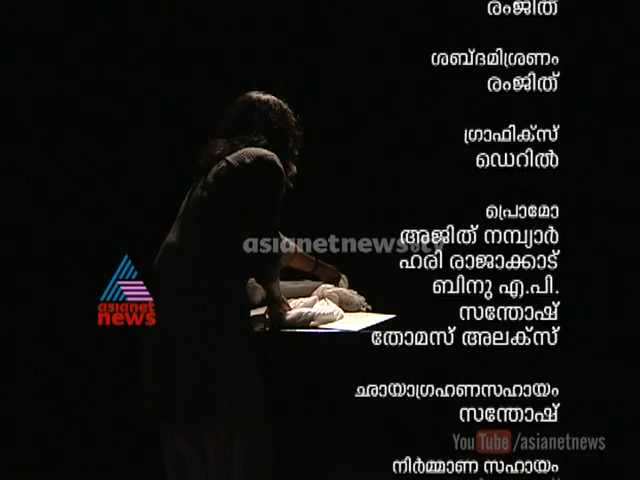 രംജിത്
ശബ്ദമിശ്രണം
രംജിത്
ഗ്രാഫിക്സ്
ഡെറിൽ
പ്രൊമോ
അജിത് നമ്പ്യാർ
asianetnews.tv
ഹരി രാജാക്കാട്
ബിനു എ.പി.
asianet
news
സന്തോഷ്
തോമസ് അലക്സ്
ഛായാഗ്രഹണസഹായം
സന്തോഷ്
YouTube /asianetnews
നിർമ്മാണ സഹായം